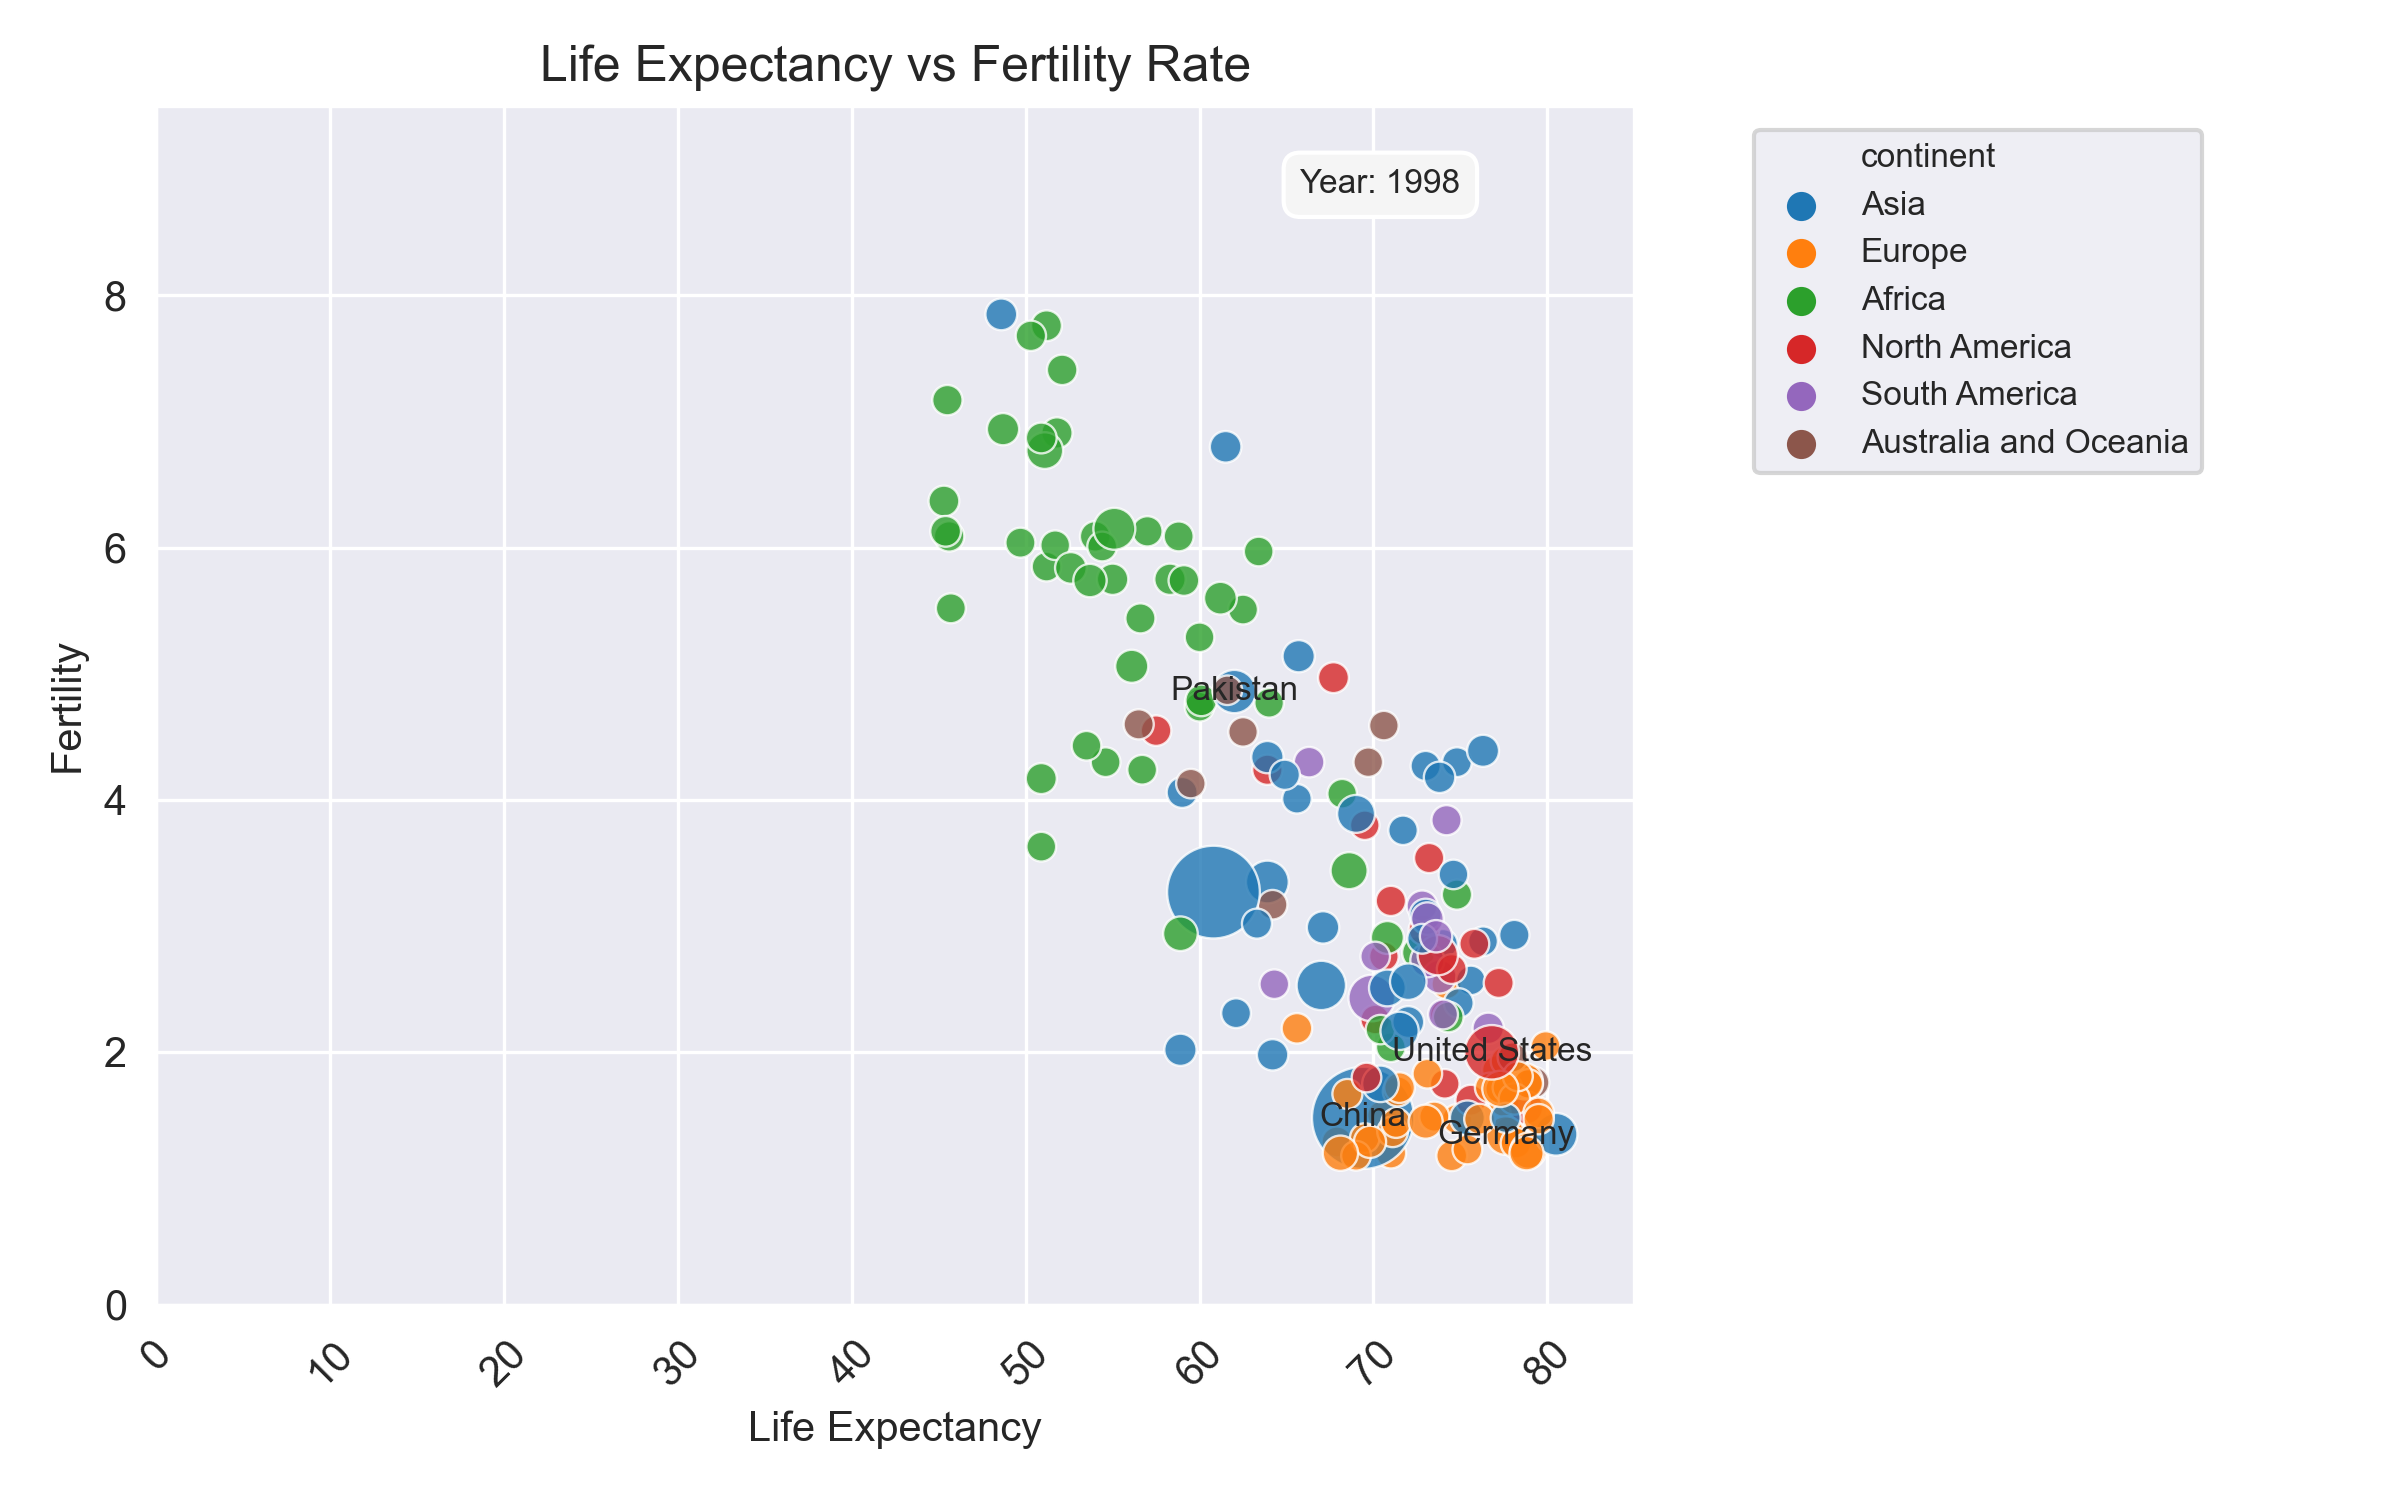 Life Expectancy vs Fertility Rate
Year: 1998
continent
Asia
Europe
Africa
North America
South America
Australia and Oceania
8
6
4
2
0
Fertility
Pakistan
United States
China
Germany
0
10
20
30
40
50
60
70
80
Life Expectancy